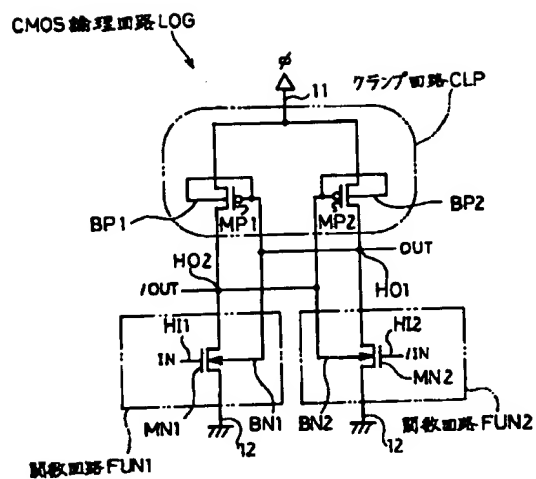 CMOS論理回路LOG
φ
11
クランプ回路CLP
BP1
MP1
MP2
BP2
OUT
HO2
/OUT
HO1
HI1
IN
HI2
/IN
MN1
BN1
BN2
MN2
12
12
関数回路FUN1
関数回路FUN2